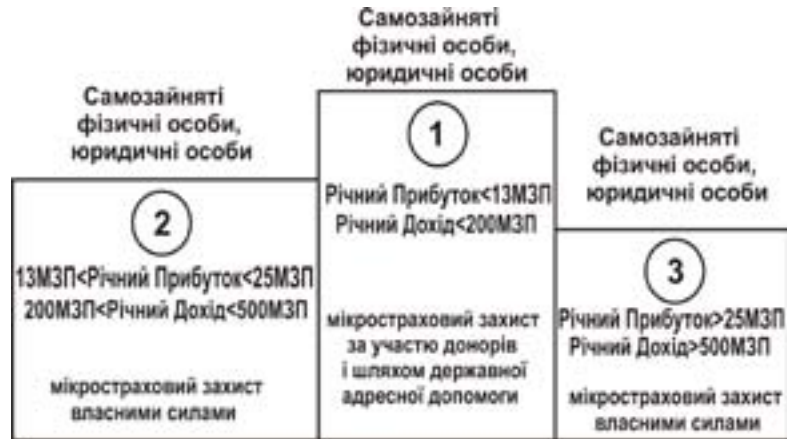 Самозайняті
фізичні особи,
юридичні особи
1
Річний Прибуток<13МЗП
Річний Дохід<200МЗП
мікростраховий захист
за участю донорів
і шляхом державної
адресної допомоги
Самозайняті
фізичні особи,
юридичні особи
2
13МЗП<Річний Прибуток<25МЗП
200МЗП<Річний Дохід<500МЗП
мікростраховий захист
власними силами
Самозайняті
фізичні особи,
юридичні особи
3
Річний Прибуток>25МЗП
Річний Дохід>500МЗП
мікростраховий захист
власними силами